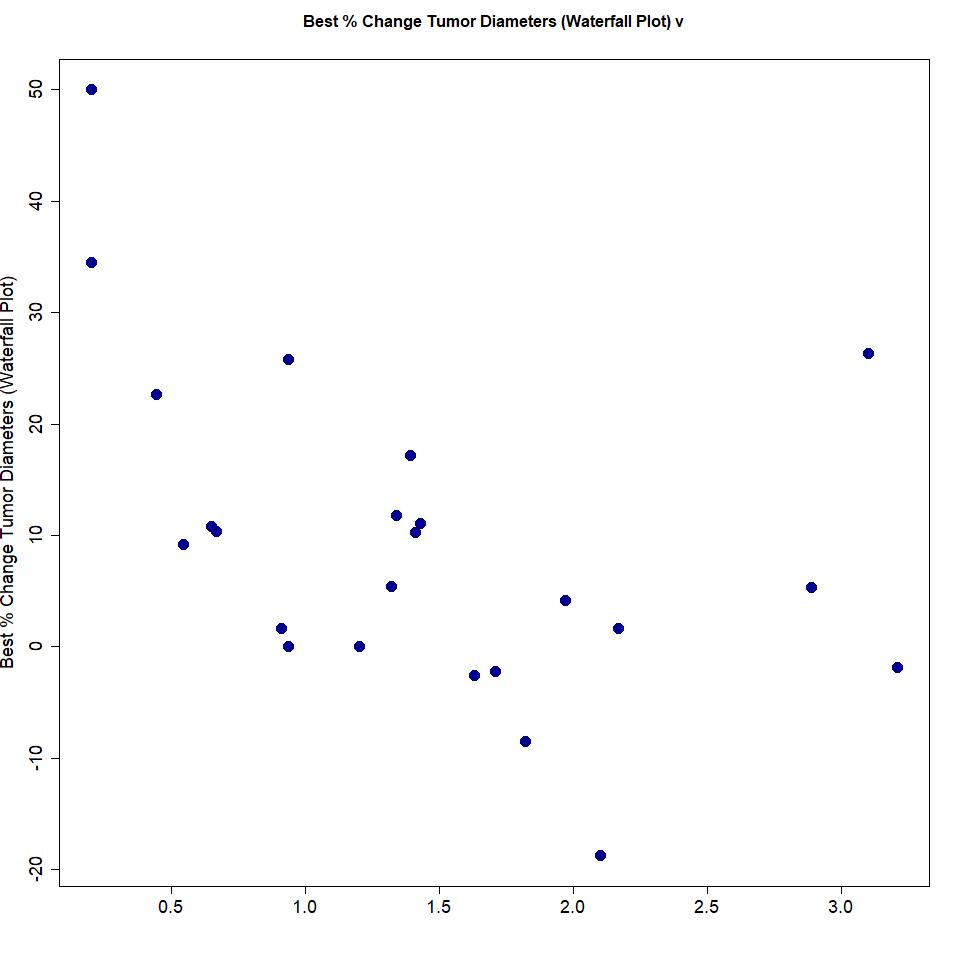 Best % Change Tumor Diameters (Waterfall Plot) v
Best % Change Tumor Diameters (Waterfall Plot)
50
40
30
20
10
0
-10
-20
0.5 1.0 1.5 2.0 2.5 3.0